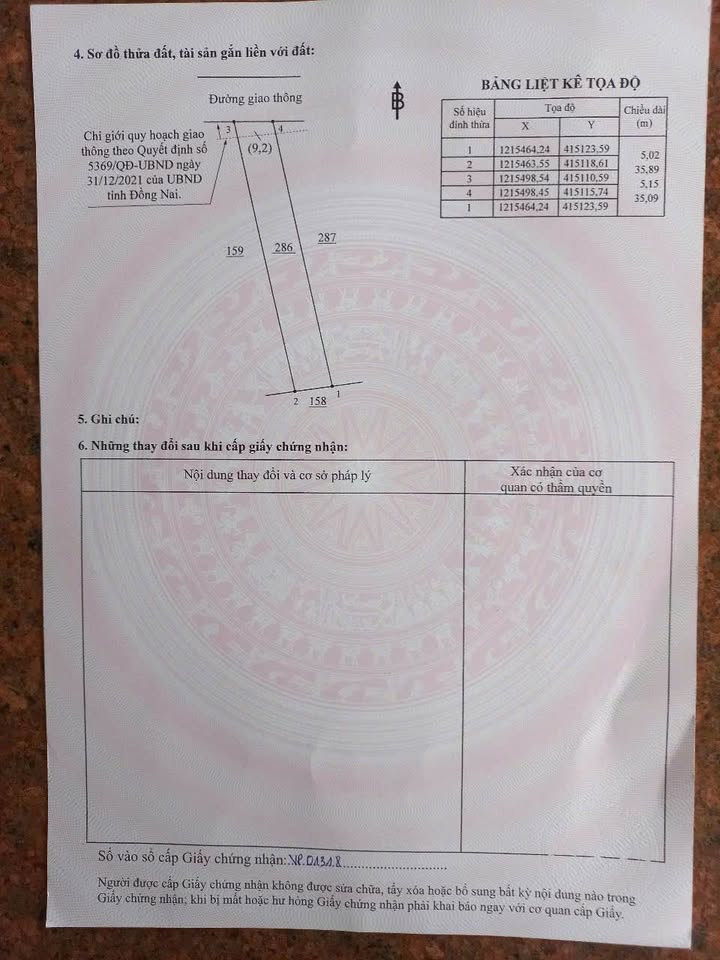 4. Sơ đồ thửa đất, tài sản gắn liền với đất:
Đường giao thông
Chỉ giới quy hoạch giao
thông theo Quyết định số
5369/QĐ-UBND ngày
31/12/2021 của UBND
tỉnh Đồng Nai.
3
4
(9,2)
159
286
287
2
158
1
B
BẢNG LIỆT KÊ TỌA ĐỘ
Số hiệu đỉnh thửa Tọa độ Chiều dài (m)
X Y
1 1215464,24 415123,59
5,02
2 1215463,55 415118,61
35,89
3 1215498,54 415110,59
5,15
4 1215498,45 415115,74
35,09
1 1215464,24 415123,59
5. Ghi chú:
6. Những thay đổi sau khi cấp giấy chứng nhận:
Nội dung thay đổi và cơ sở pháp lý
Xác nhận của cơ
quan có thẩm quyền
Số vào sổ cấp Giấy chứng nhận:
Người được cấp Giấy chứng nhận không được sửa chữa, tẩy xóa hoặc bổ sung bất kỳ nội dung nào trong
Giấy chứng nhận; khi bị mất hoặc hư hỏng Giấy chứng nhận phải khai báo ngay với cơ quan cấp Giấy.